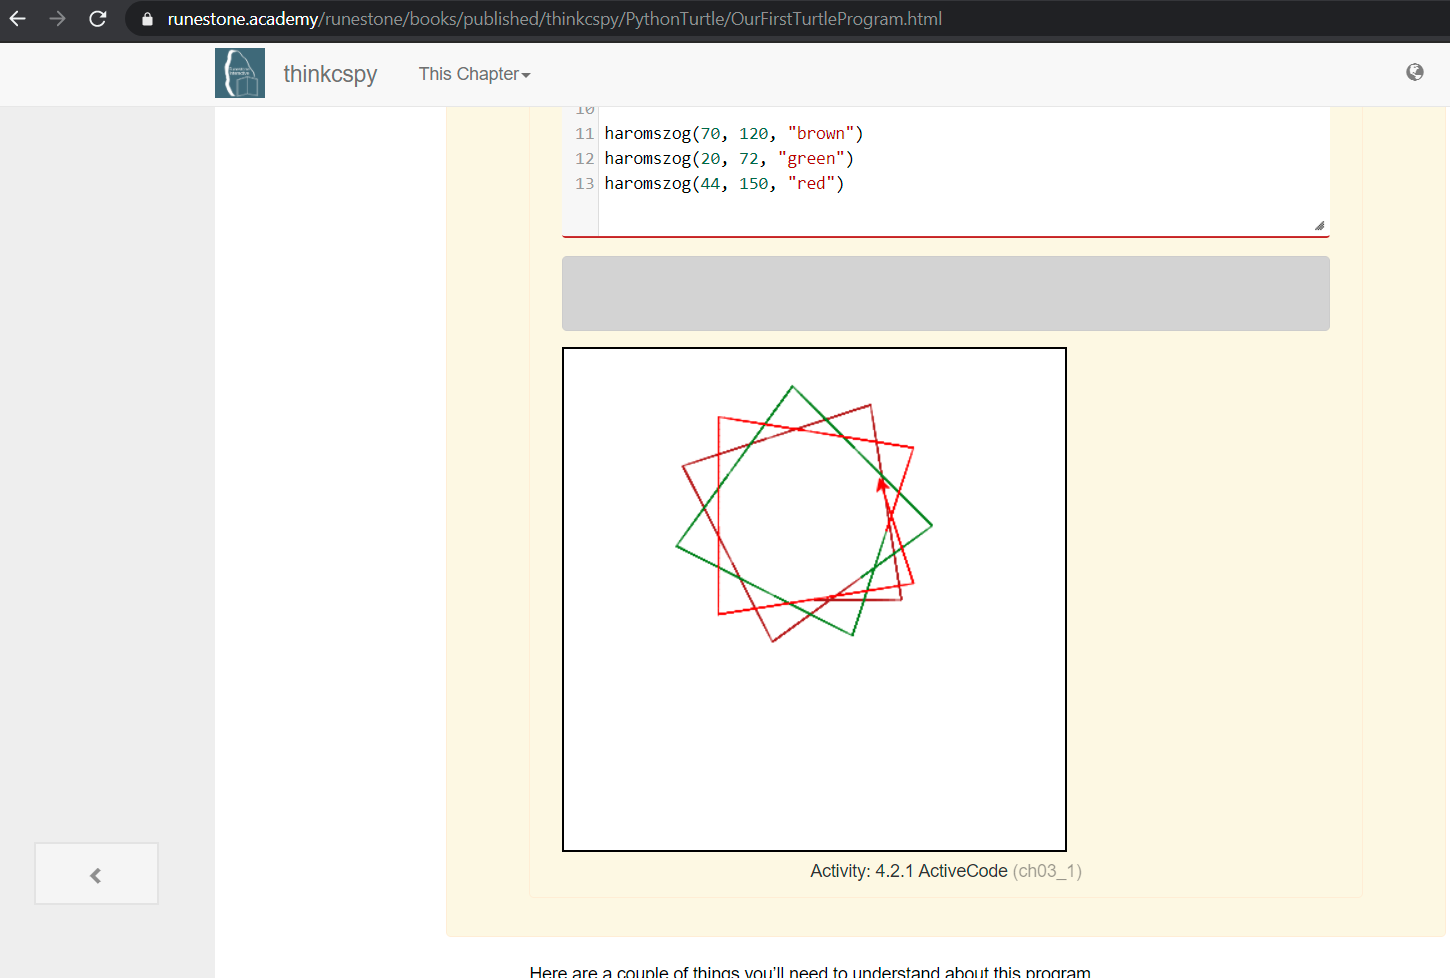 runestone.academy/runestone/books/published/thinkcspy/PythonTurtle/OurFirstTurtleProgram.html
thinkcspy This Chapter
10
11 haromszog(70, 120, "brown")
12 haromszog(20, 72, "green")
13 haromszog(44, 150, "red")
Activity: 4.2.1 ActiveCode (ch03_1)
Here are a couple of things you'll need to understand about this program